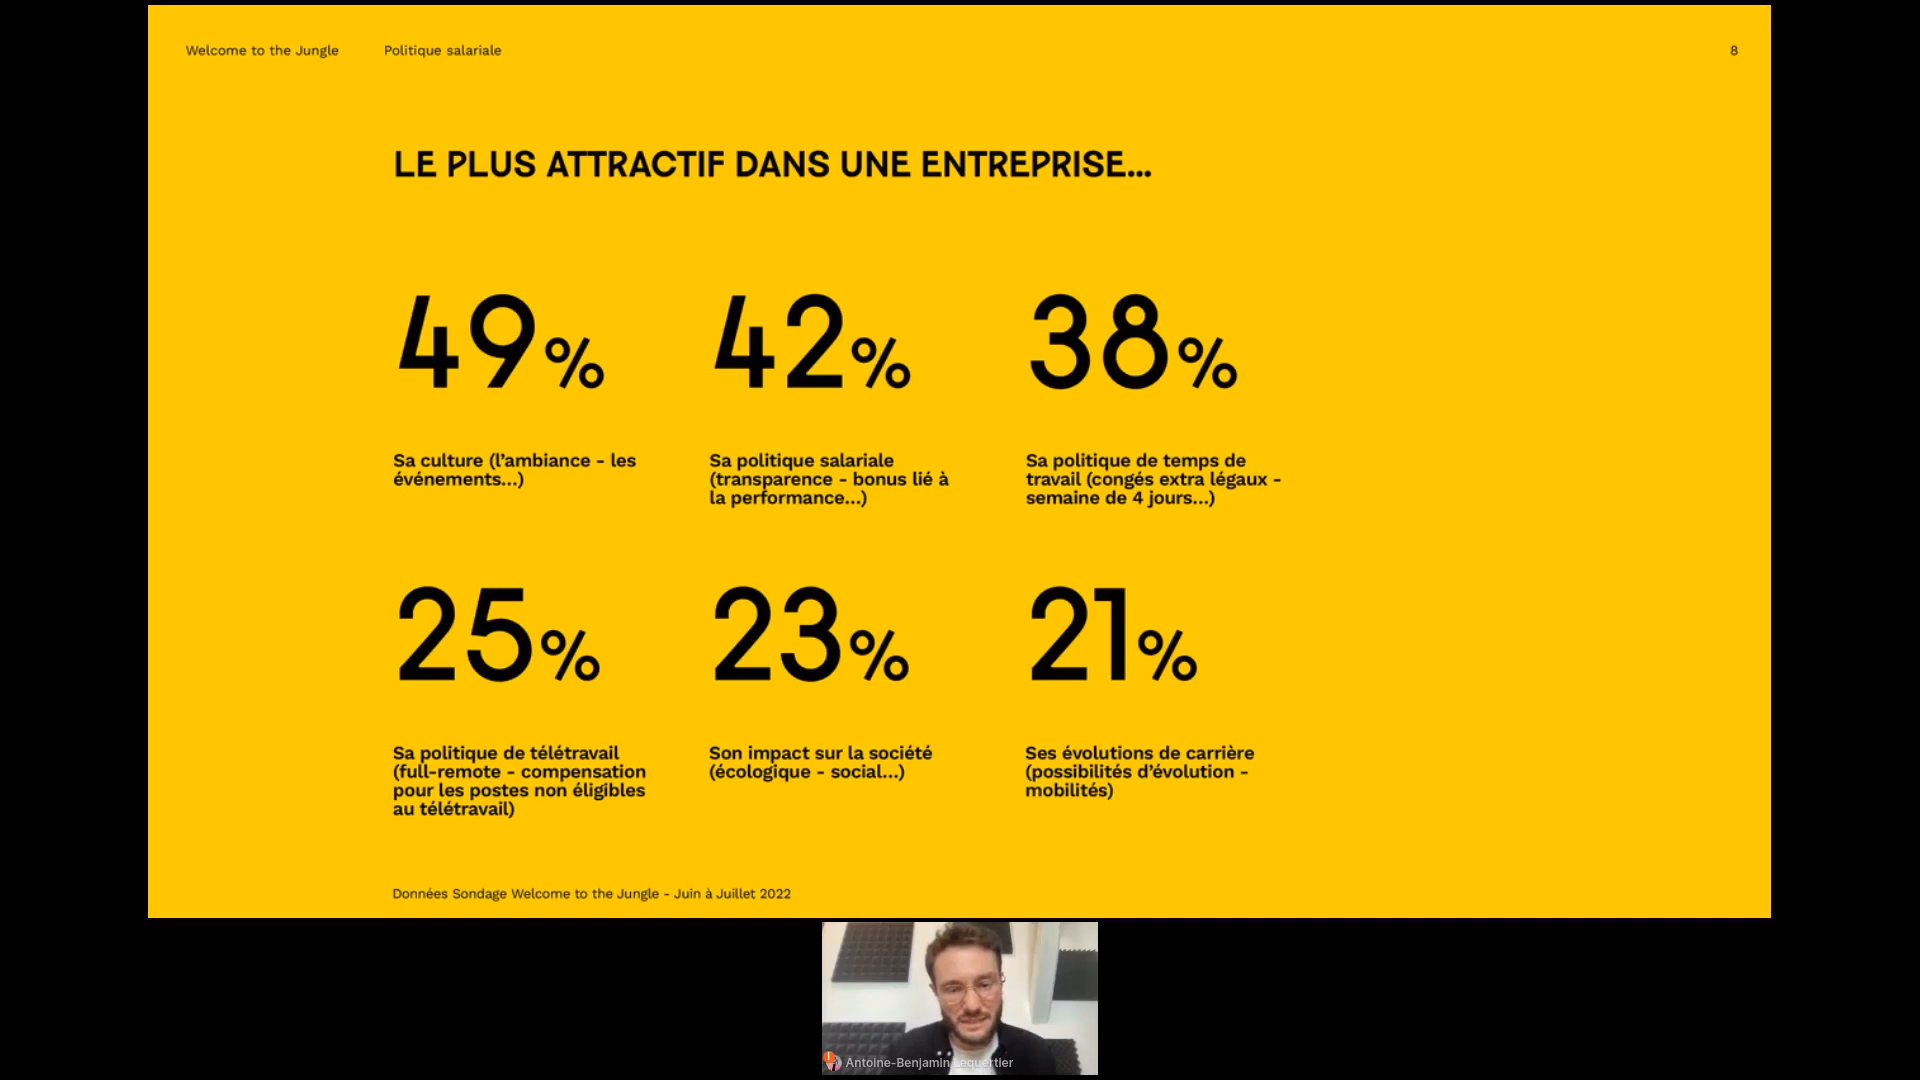 Welcome to the Jungle
Politique salariale
8
LE PLUS ATTRACTIF DANS UNE ENTREPRISE...
49%
42%
38%
Sa culture (l'ambiance - les
événements...)
Sa politique salariale
(transparence - bonus lié à
la performance...)
Sa politique de temps de
travail (congés extra légaux -
semaine de 4 jours...)
25%
23%
21%
Sa politique de télétravail
(full-remote - compensation
pour les postes non éligibles
au télétravail)
Son impact sur la société
(écologique - social...)
Ses évolutions de carrière
(possibilités d'évolution -
mobilités)
Données Sondage Welcome to the Jungle - Juin à Juillet 2022
Antoine-Benjamin Lequertier